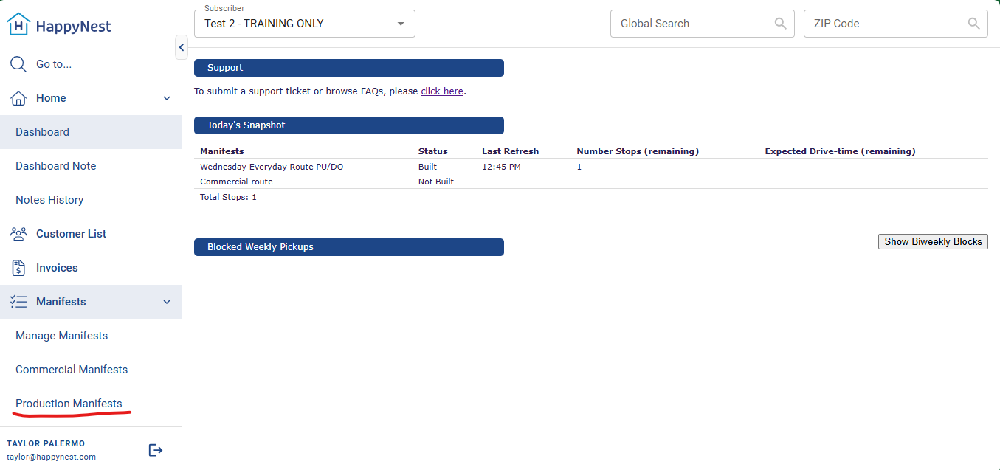 HappyNest
Go to...
Home
Dashboard
Dashboard Note
Notes History
Customer List
Invoices
Manifests
Manage Manifests
Commercial Manifests
Production Manifests
TAYLOR PALERMO
taylor@happynest.com
Subscriber
Test 2 - TRAINING ONLY
Global Search
ZIP Code
Support
To submit a support ticket or browse FAQs, please click here.
Today's Snapshot
Manifests Status Last Refresh Number Stops (remaining) Expected Drive-time (remaining)
Wednesday Everyday Route PU/DO Built 12:45 PM 1
Commercial route Not Built
Total Stops: 1
Blocked Weekly Pickups
Show Biweekly Blocks